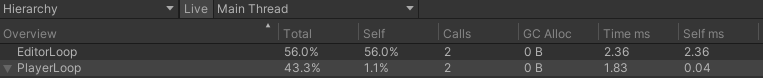 Hierarchy Live Main Thread
Overview Total Self Calls GC Alloc Time ms Self ms
EditorLoop 56.0% 56.0% 2 0 B 2.36 2.36
PlayerLoop 43.3% 1.1% 2 0 B 1.83 0.04